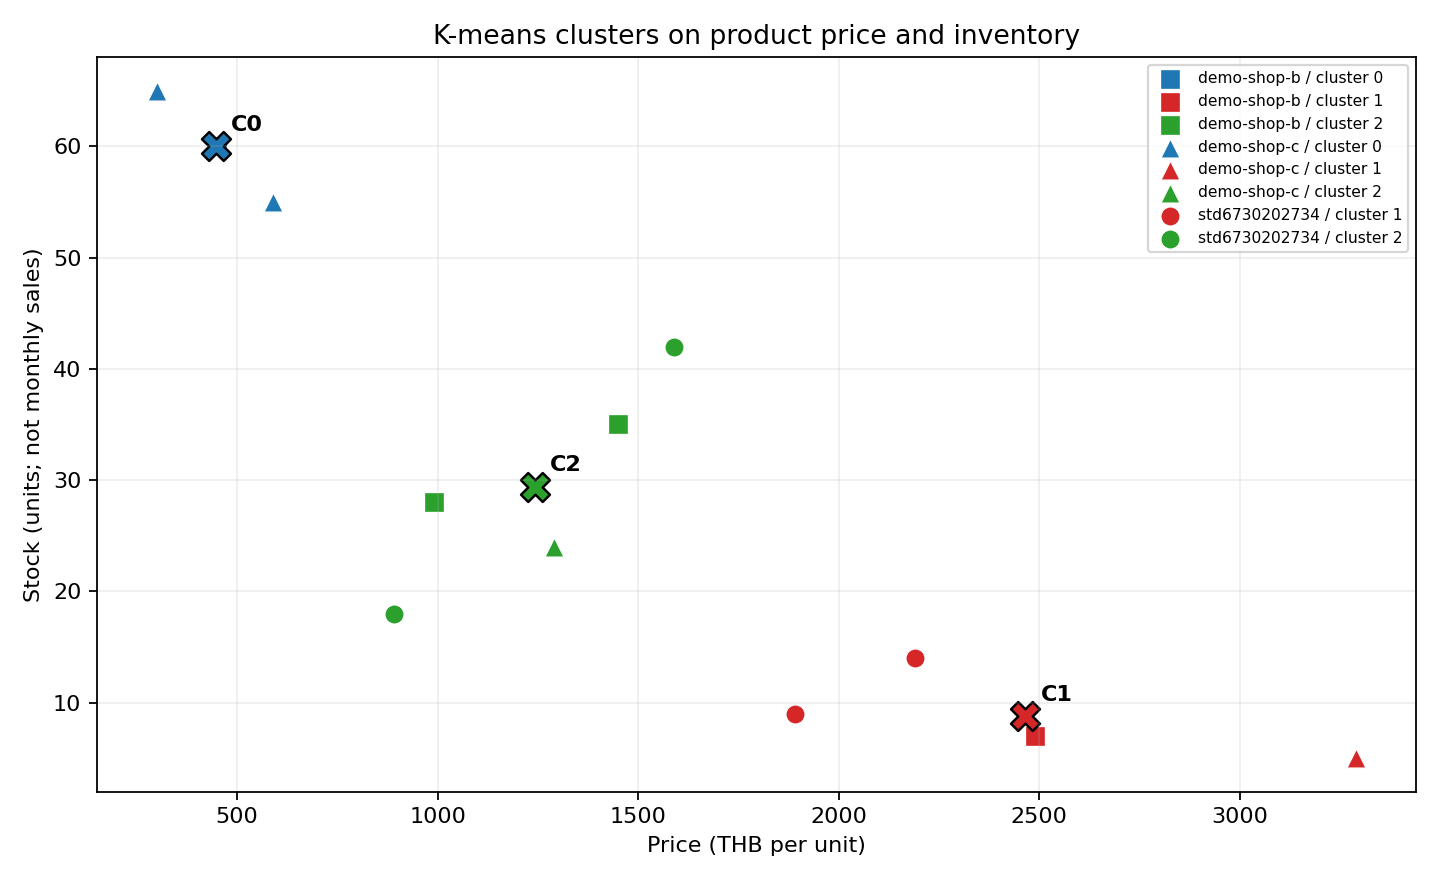 K-means clusters on product price and inventory
demo-shop-b / cluster 0
demo-shop-b / cluster 1
demo-shop-b / cluster 2
demo-shop-c / cluster 0
demo-shop-c / cluster 1
demo-shop-c / cluster 2
std6730202734 / cluster 1
std6730202734 / cluster 2
C0
C2
C1
Stock (units; not monthly sales)
60
50
40
30
20
10
500 1000 1500 2000 2500 3000
Price (THB per unit)